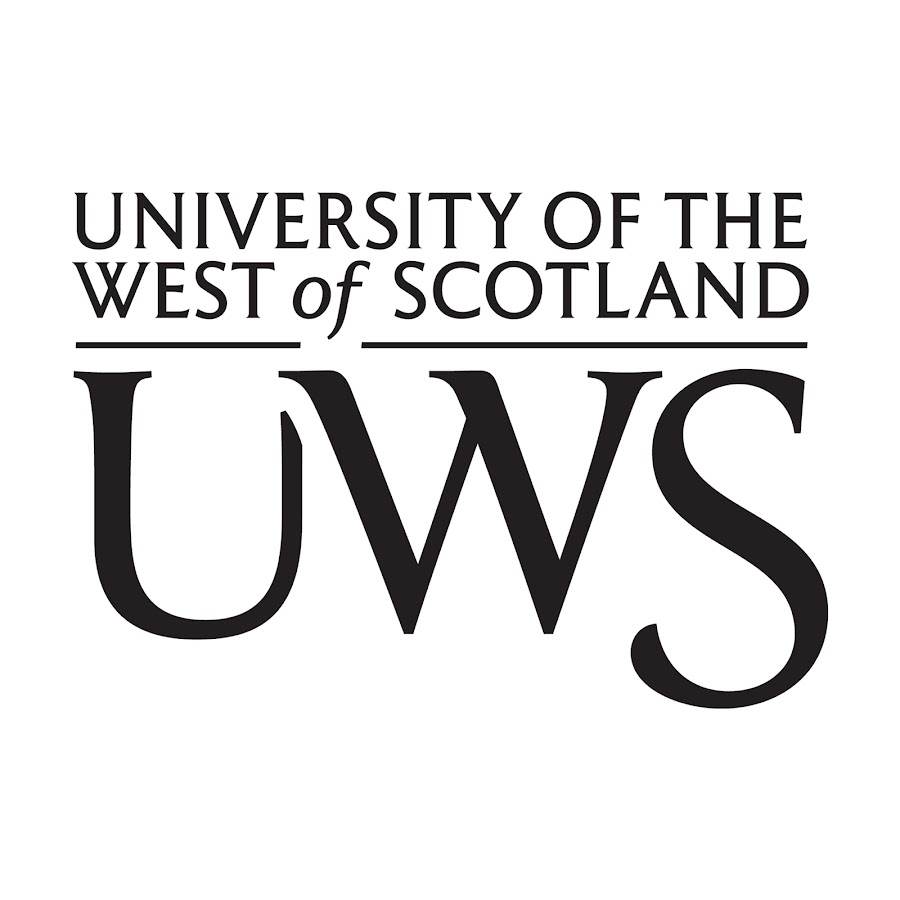 UNIVERSITY OF THE
WEST of SCOTLAND
UWS